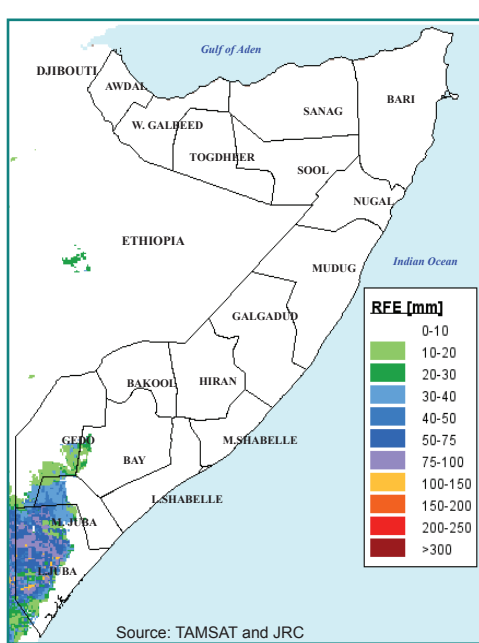 Gulf of Aden
DJIBOUTI
AWDAL
SANAG
BARI
W. GALBEED
TOGDHEER
SOOL
NUGAL
ETHIOPIA
MUDUG
Indian Ocean
GALGADUD
RFE [mm]
0-10
10-20
20-30
30-40
40-50
50-75
75-100
100-150
150-200
200-250
>300
BAKOOL
HIRAN
GEDO
BAY
M.SHABELLE
L.SHABELLE
M. JUBA
L.JUBA
Source: TAMSAT and JRC